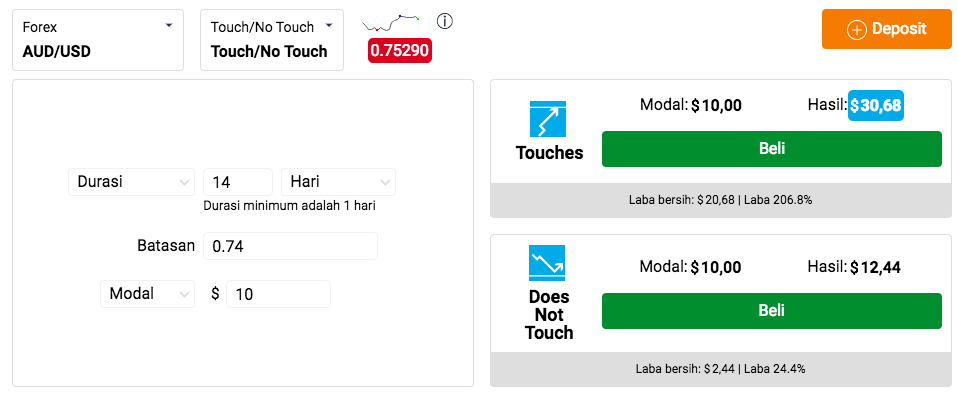 Forex
AUD/USD
Touch/No Touch
Touch/No Touch
0.75290
Deposit
Durasi 14 Hari
Durasi minimum adalah 1 hari
Batasan 0.74
Modal $ 10
Touches
Modal: $10,00 Hasil: $30,68
Beli
Laba bersih: $20,68 | Laba 206.8%
Does
Not
Touch
Modal: $10,00 Hasil: $12,44
Beli
Laba bersih: $2,44 | Laba 24.4%